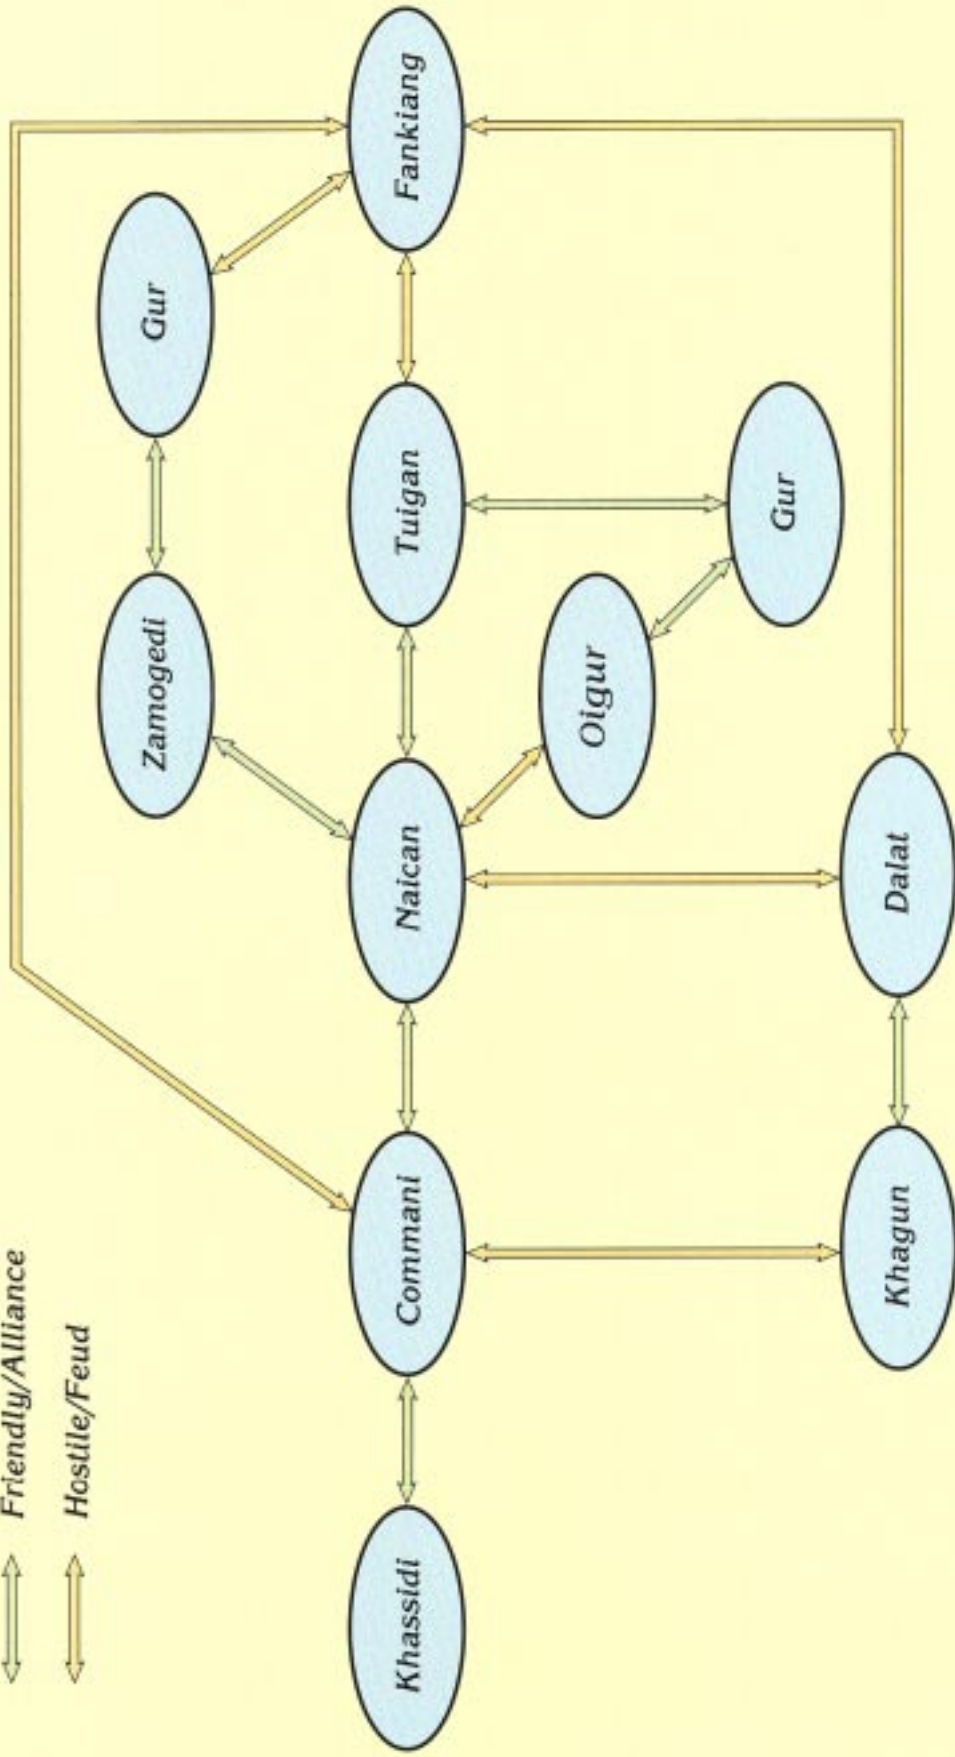 Friendly/Alliance
Hostile/Feud
Zamogedi
Gur
Khassidi
Commani
Naican
Tuigan
Fankiang
Oigur
Gur
Khagun
Dalat